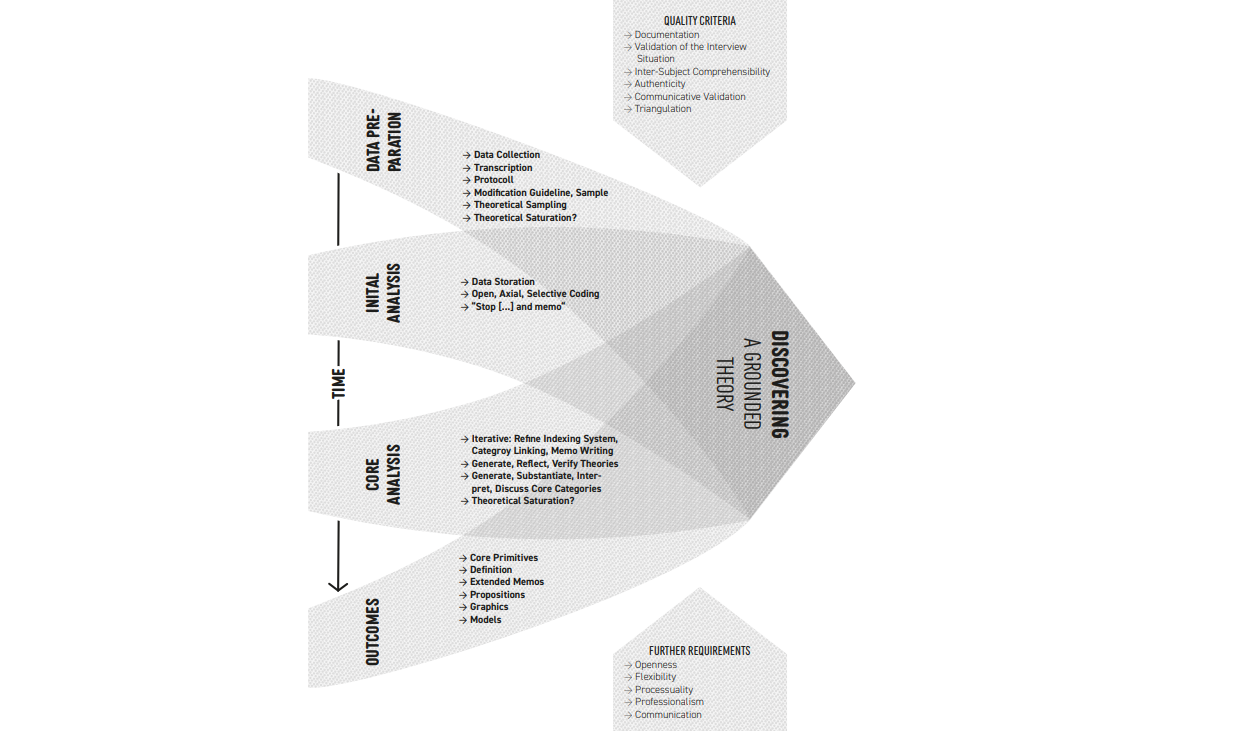 QUALITY CRITERIA
→ Documentation
→ Validation of the Interview
Situation
→ Inter-Subject Comprehensibility
→ Authenticity
→ Communicative Validation
→ Triangulation
DATA PRE-
PARATION
→ Data Collection
→ Transcription
→ Protocoll
→ Modification Guideline, Sample
→ Theoretical Sampling
→ Theoretical Saturation?
INITAL
ANALYSIS
→ Data Storation
→ Open, Axial, Selective Coding
→ "Stop [...] and memo"
TIME
DISCOVERING
A GROUNDED
THEORY
CORE
ANALYSIS
→ Iterative: Refine Indexing System,
Categroy Linking, Memo Writing
→ Generate, Reflect, Verify Theories
→ Generate, Substantiate, Inter-
pret, Discuss Core Categories
→ Theoretical Saturation?
OUTCOMES
→ Core Primitives
→ Definition
→ Extended Memos
→ Propositions
→ Graphics
→ Models
FURTHER REQUIREMENTS
→ Openness
→ Flexibility
→ Processuality
→ Professionalism
→ Communication